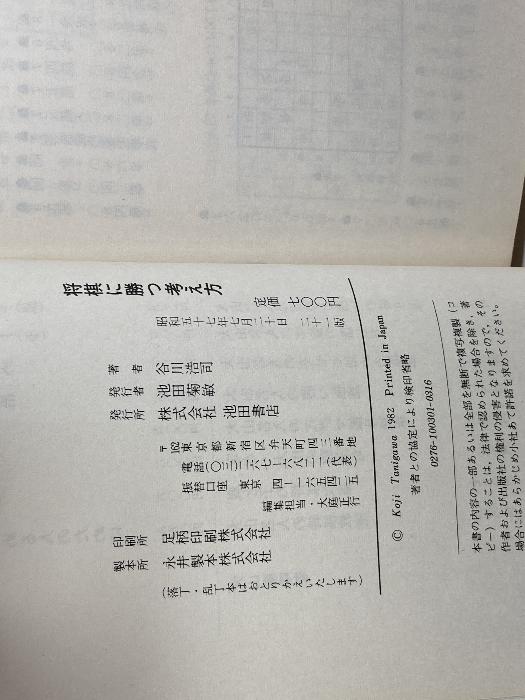 将棋に勝つ考え方
定価 七〇〇円
昭和五十七年七月二十日 二十一版
著者 谷川浩司
発行者 池田菊敏
発行所 株式会社 池田書店
〒162 東京都新宿区弁天町四三番地
電話(〇三)二六七―六八二一(代表)
振替口座 東京 四―一六五四二五
編集担当・大庭正行
印刷所 足柄印刷株式会社
製本所 永井製本株式会社
(落丁・乱丁本はおとりかえいたします)
© Koji Tanigawa 1982 Printed in Japan
著者との協定により検印省略
0276-100301-0316
本書の内容の一部あるいは全部を無断で複写複製(コ
ピー)することは、法律で認められた場合を除き、著
作者および出版社の権利の侵害となりますので、その
場合にはあらかじめ小社あて許諾を求めてください。